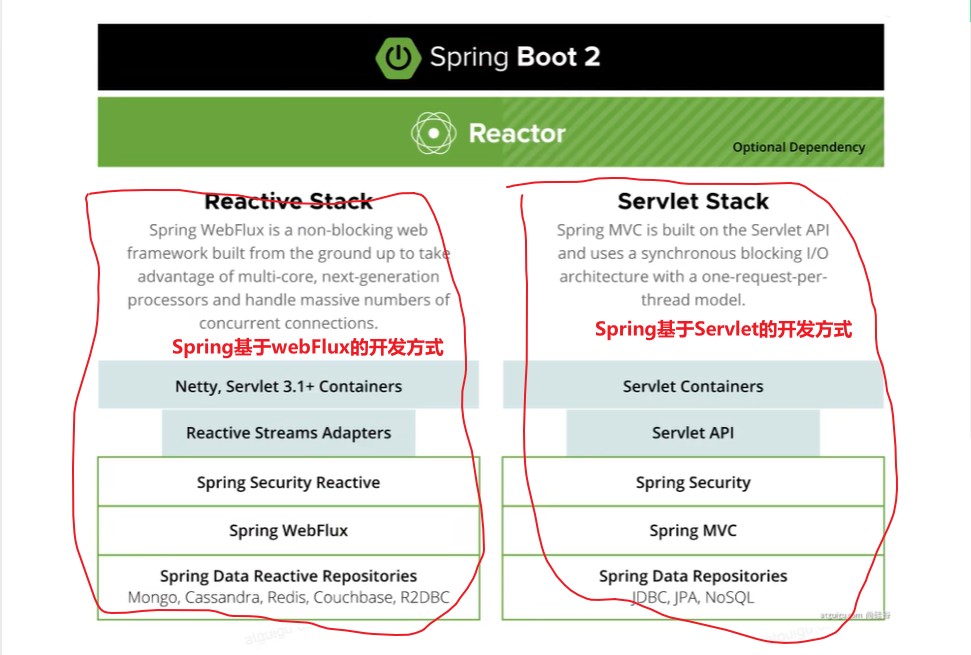 Spring Boot 2
Reactor
Optional Dependency
Reactive Stack
Spring WebFlux is a non-blocking web
framework built from the ground up to take
advantage of multi-core, next-generation
processors and handle massive numbers of
concurrent connections.
Spring基于webFlux的开发方式
Netty, Servlet 3.1+ Containers
Reactive Streams Adapters
Spring Security Reactive
Spring WebFlux
Spring Data Reactive Repositories
Mongo, Cassandra, Redis, Couchbase, R2DBC
Servlet Stack
Spring MVC is built on the Servlet API
and uses a synchronous blocking I/O
architecture with a one-request-per-
thread model.
Spring基于Servlet的开发方式
Servlet Containers
Servlet API
Spring Security
Spring MVC
Spring Data Repositories
JDBC, JPA, NoSQL